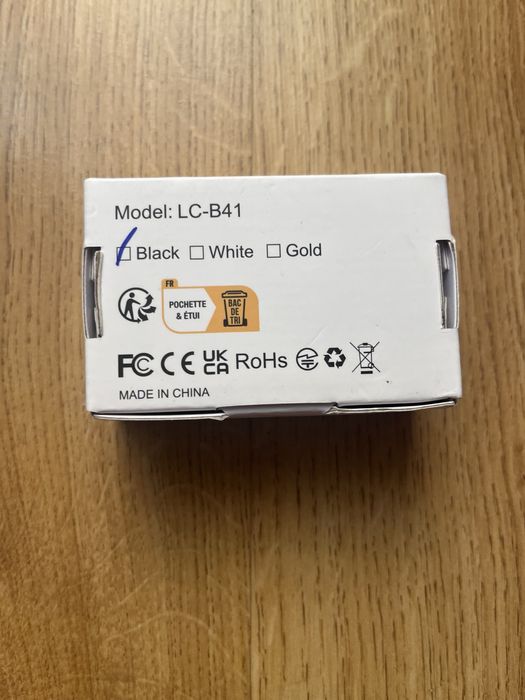 Model: LC-B41
Black White Gold
FR
POCHETTE
& ÉTUI
BAC
DE
TRI
FC CE UK
CA RoHs
MADE IN CHINA